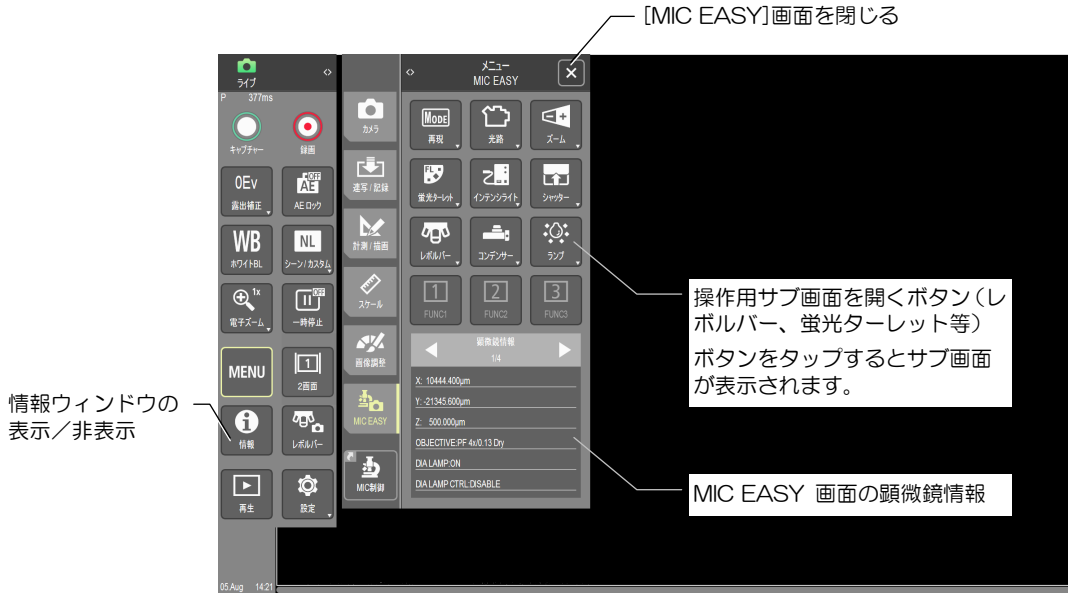 [MIC EASY]画面を閉じる
ライブ
P 377ms
キャプチャー
録画
0Ev
露出補正
OFF
AE
AE ロック
WB
ホワイトBL
NL
シーン/カスタム
1x
電子ズーム
OFF
一時停止
MENU
1
2画面
情報
レボルバー
再生
設定
05.Aug 14:21
カメラ
連写/記録
計測/描画
スケール
画像調整
MIC EASY
MIC制御
メニュー
MIC EASY
MODE
再現
光路
ズーム
FL
蛍光ターレット
インテンシライト
シャッター
レボルバー
コンデンサー
ランプ
1
FUNC1
2
FUNC2
3
FUNC3
顕微鏡情報
1/4
X: 10444.400μm
Y:-21345.600μm
Z: 500.000μm
OBJECTIVE:PF 4x/0.13 Dry
DIA LAMP:ON
DIA LAMP CTRL:DISABLE
操作用サブ画面を開くボタン(レ
ボルバー、蛍光ターレット等)
ボタンをタップするとサブ画面
が表示されます。
情報ウィンドウの
表示/非表示
MIC EASY 画面の顕微鏡情報